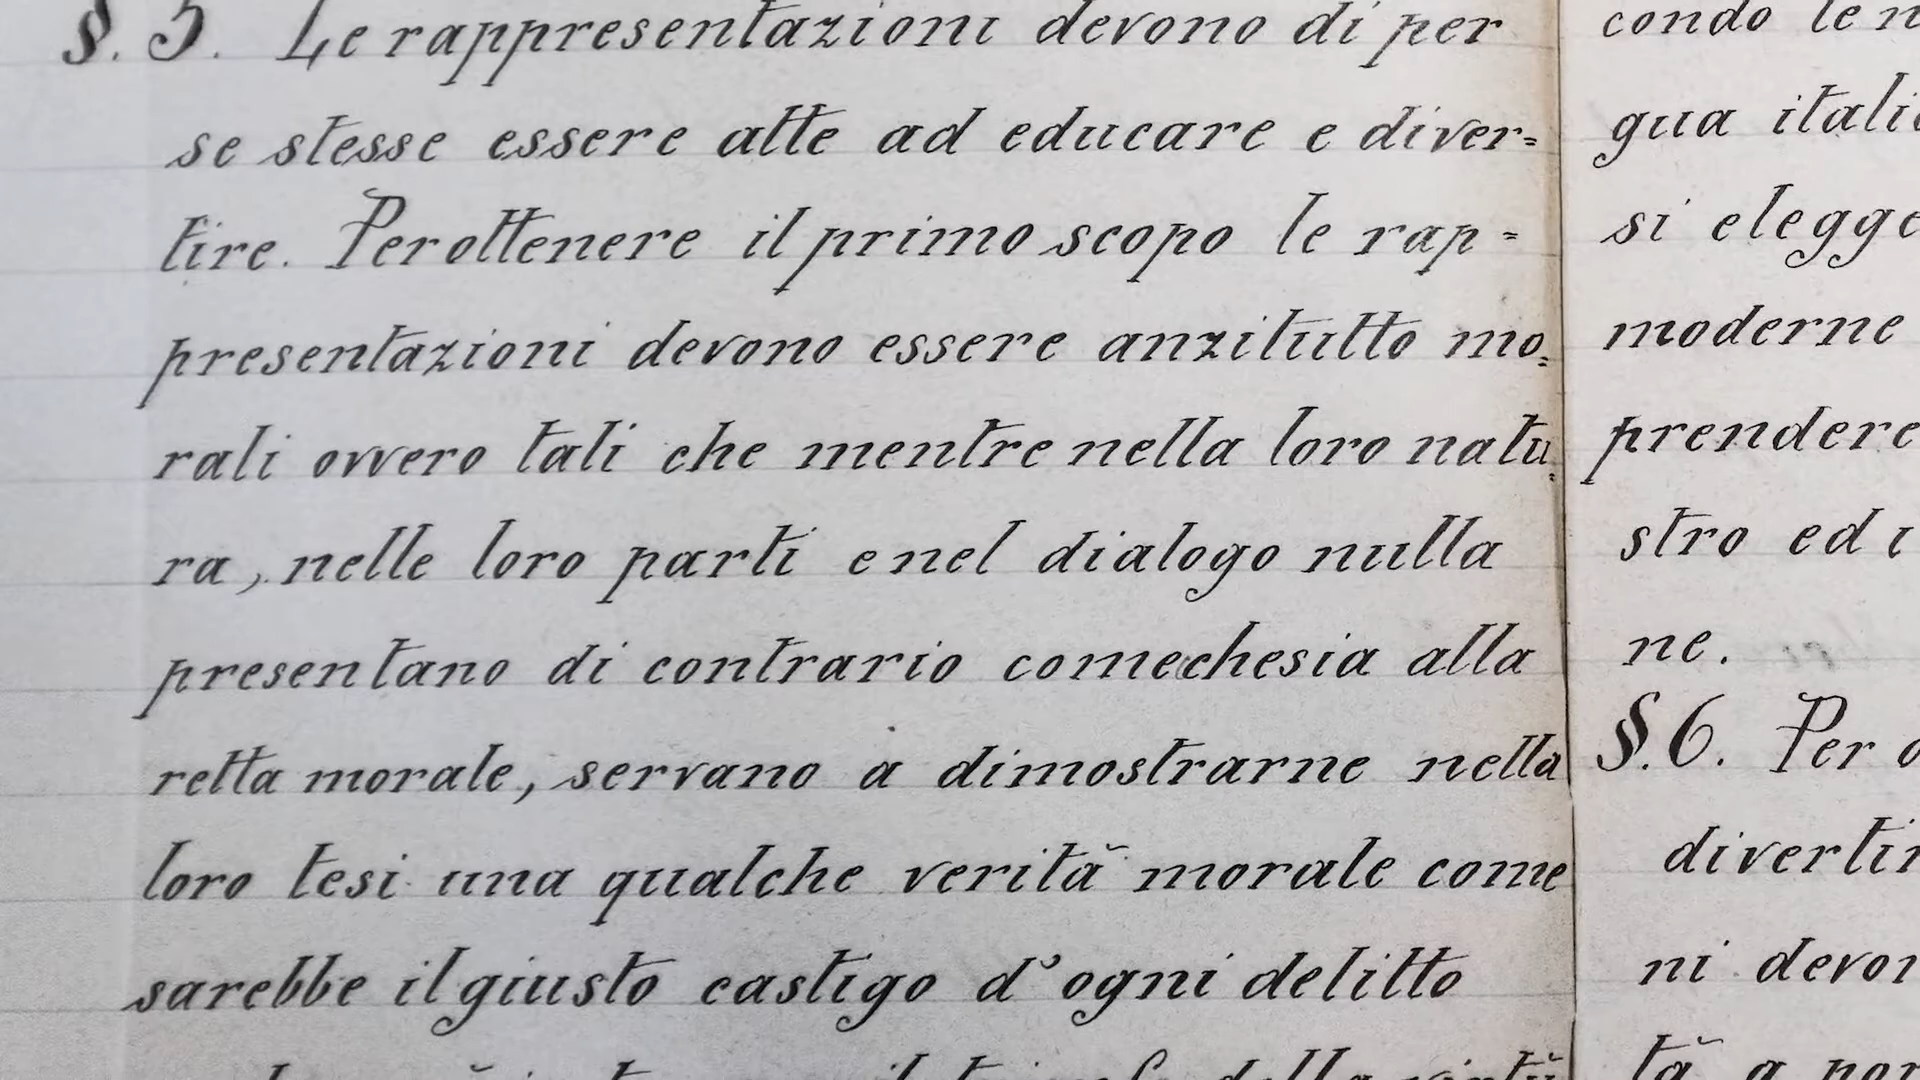 §. 5. Le rappresentazioni devono di per
se stesse essere atte ad educare e diver=
tire. Per ottenere il primo scopo le rap=
presentazioni devono essere anzitutto mo=
rali ovvero tali che mentre nella loro natu=
ra, nelle loro parti e nel dialogo nulla
presentano di contrario comechesia alla
retta morale, servano a dimostrarne nella
loro tesi una qualche verità morale come
sarebbe il giusto castigo d'ogni delitto
della virtù
condo le
gua
si
moderne
prendere
stro ed
ne.
§. 6. Per
ni
tà a